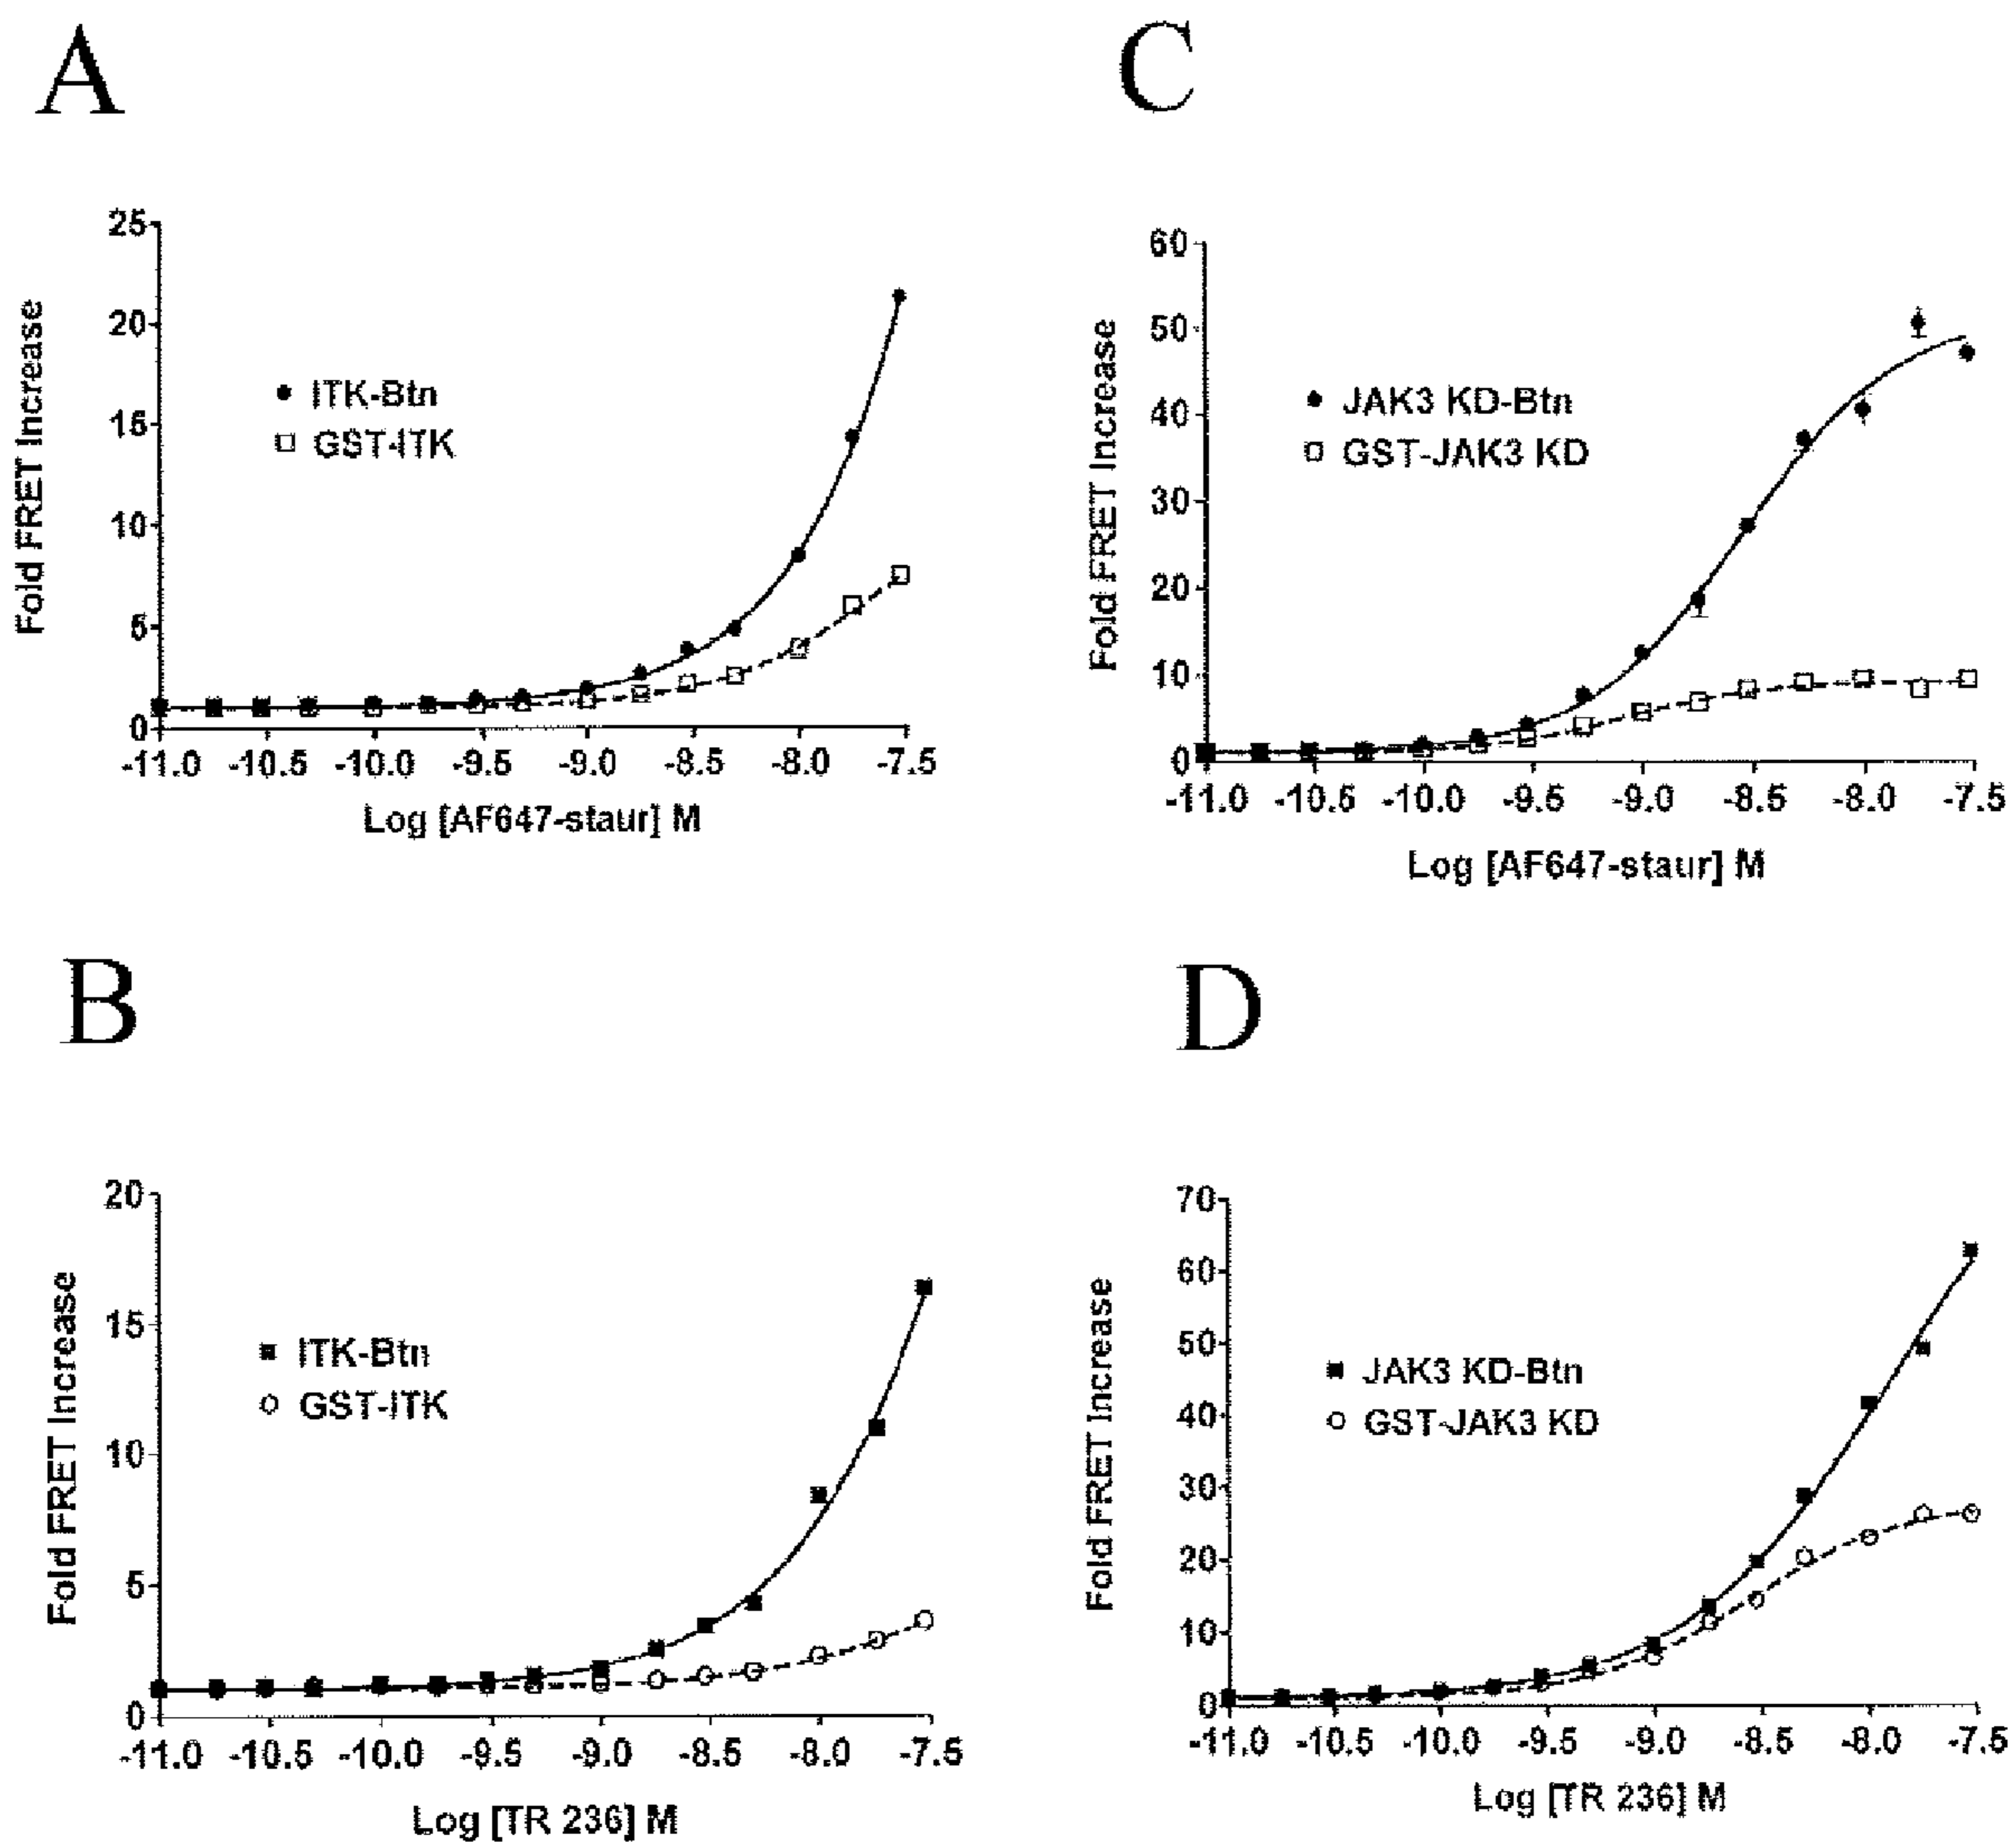 A
25
20
15
10
5
0
Fold FRET Increase
ITK-Btn
GST-ITK
-11.0 -10.5 -10.0 -9.5 -9.0 -8.5 -8.0 -7.5
Log [AF647-staur] M
C
60
50
40
30
20
10
0
Fold FRET Increase
JAK3 KD-Btn
GST-JAK3 KD
-11.0 -10.5 -10.0 -9.5 -9.0 -8.5 -8.0 -7.5
Log [AF647-staur] M
B
20
15
10
5
0
Fold FRET Increase
ITK-Btn
GST-ITK
-11.0 -10.5 -10.0 -9.5 -9.0 -8.5 -8.0 -7.5
Log [TR 236] M
D
70
60
50
40
30
20
10
0
Fold FRET Increase
JAK3 KD-Btn
GST-JAK3 KD
-11.0 -10.5 -10.0 -9.5 -9.0 -8.5 -8.0 -7.5
Log [TR 236] M